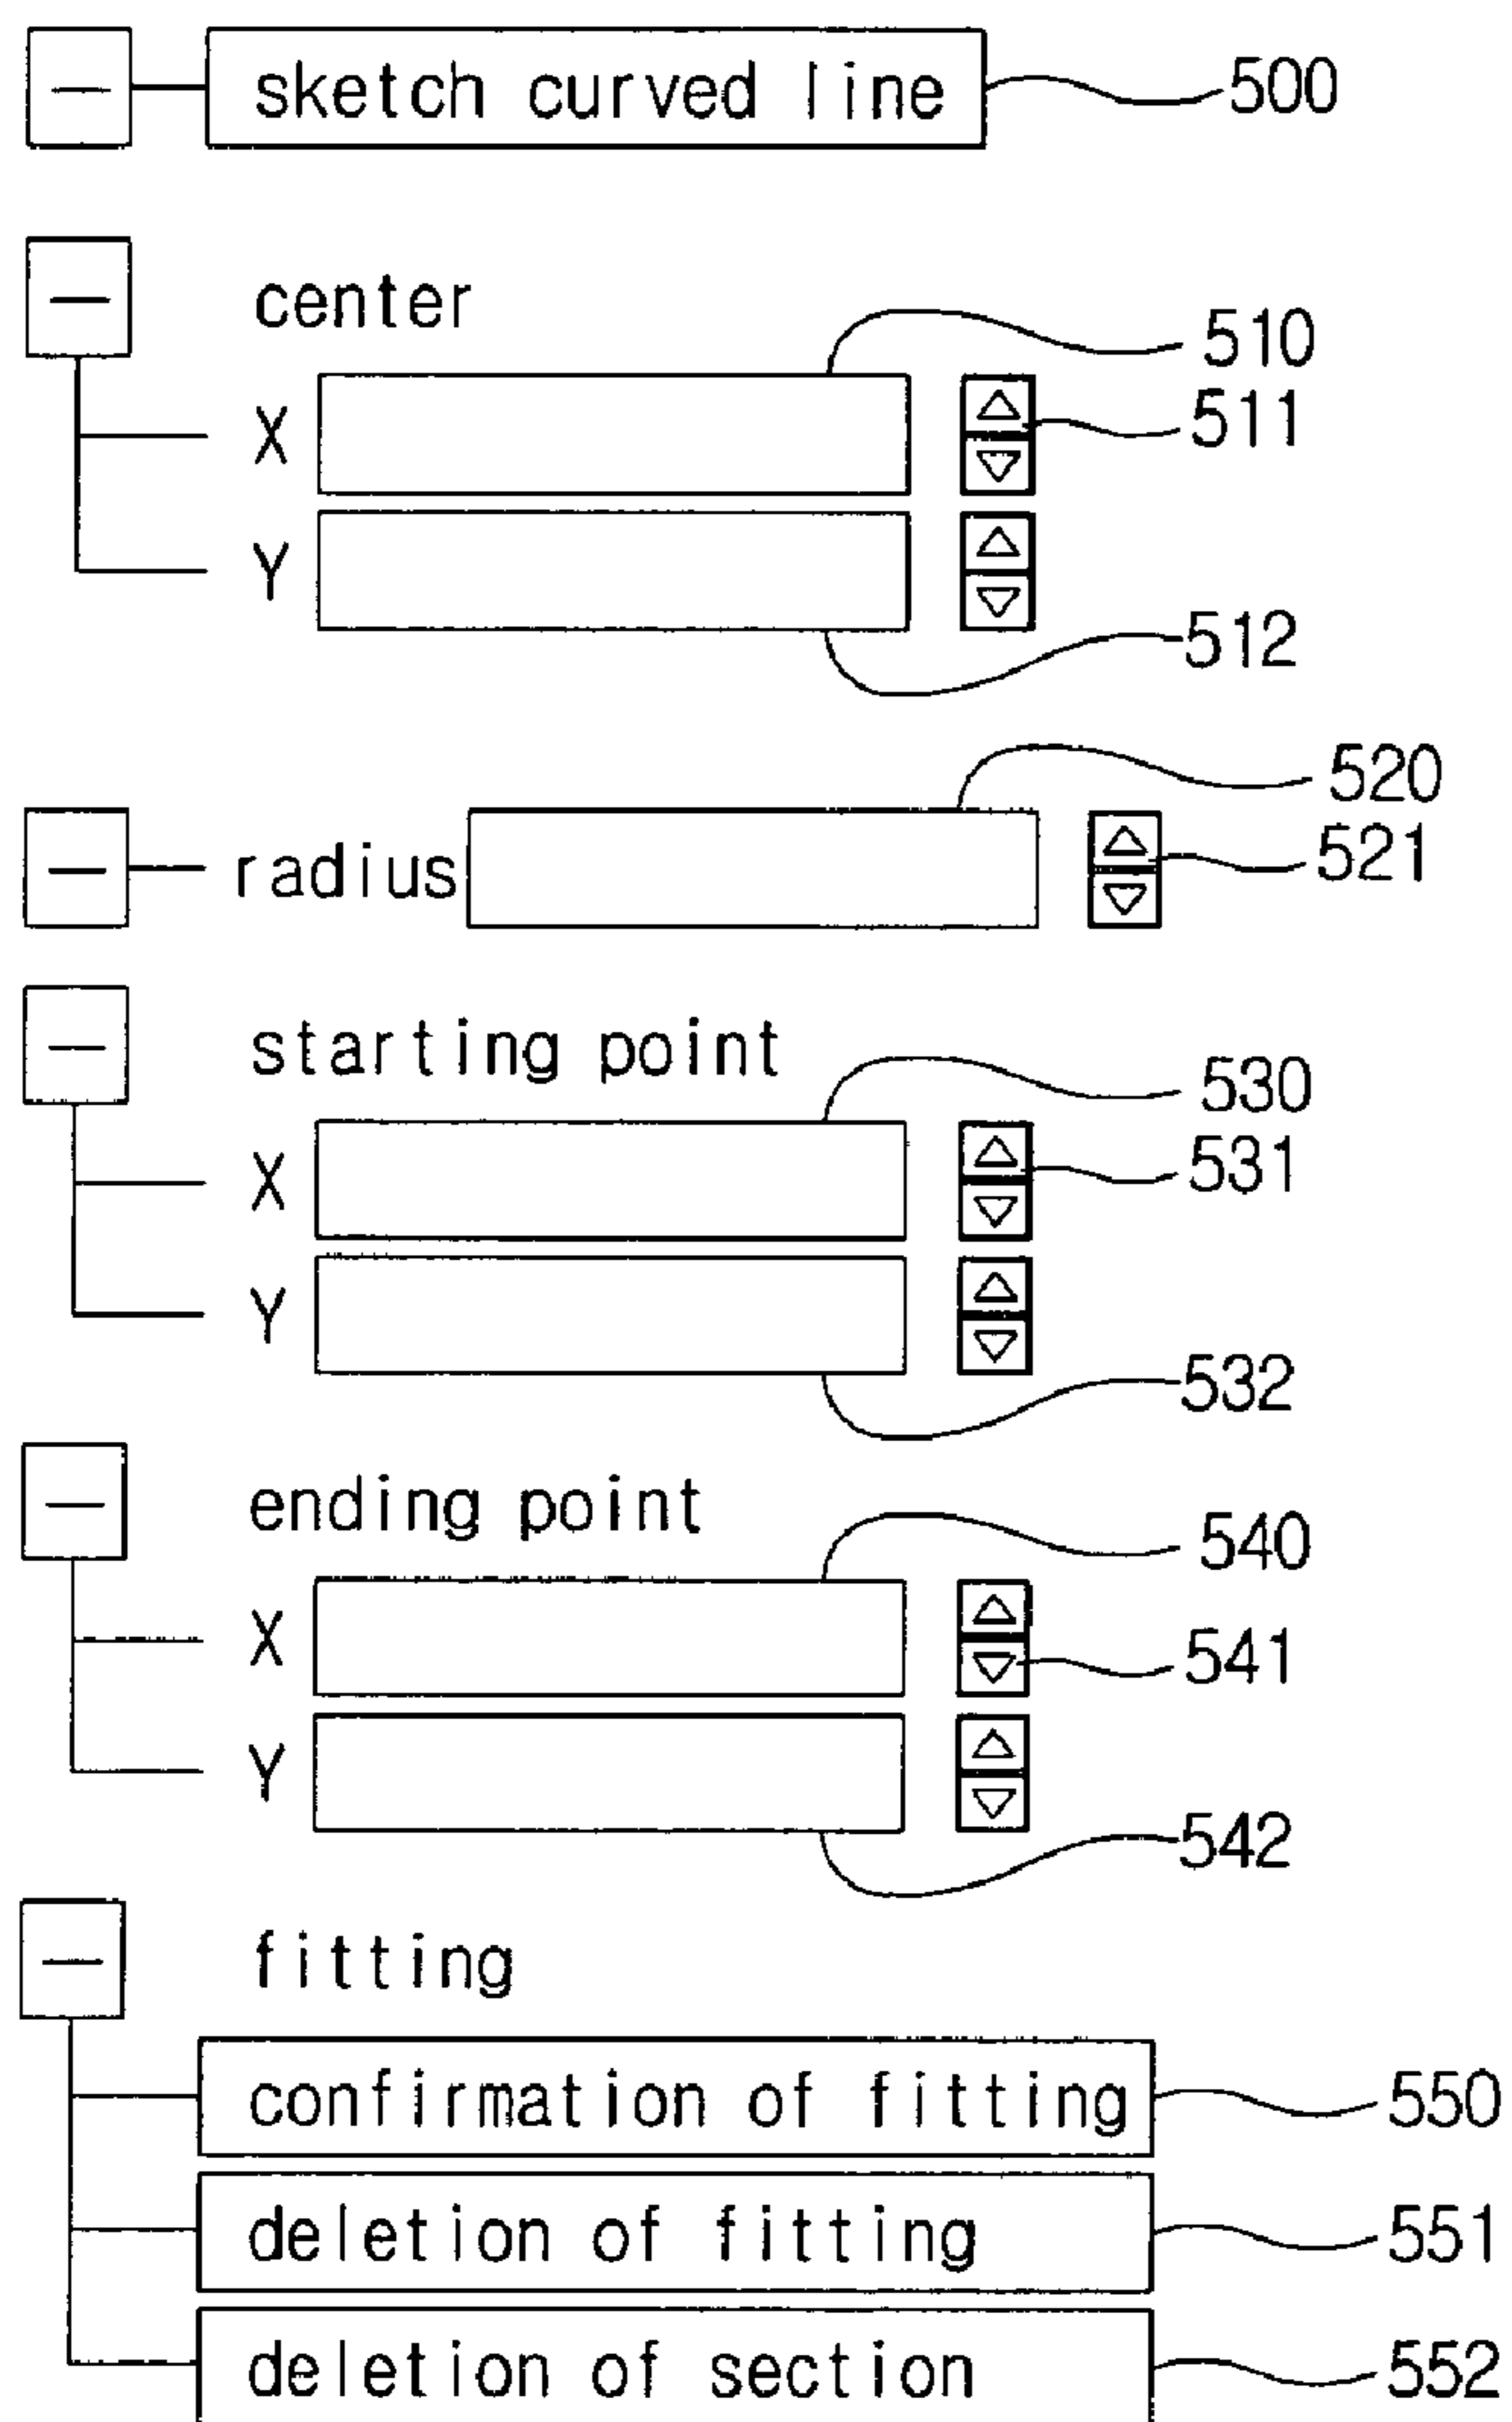 sketch curved line 500
center
510
X 511
Y
512
520
radius 521
starting point
530
X 531
Y
532
ending point
540
X 541
Y
542
fitting
confirmation of fitting 550
deletion of fitting 551
deletion of section 552